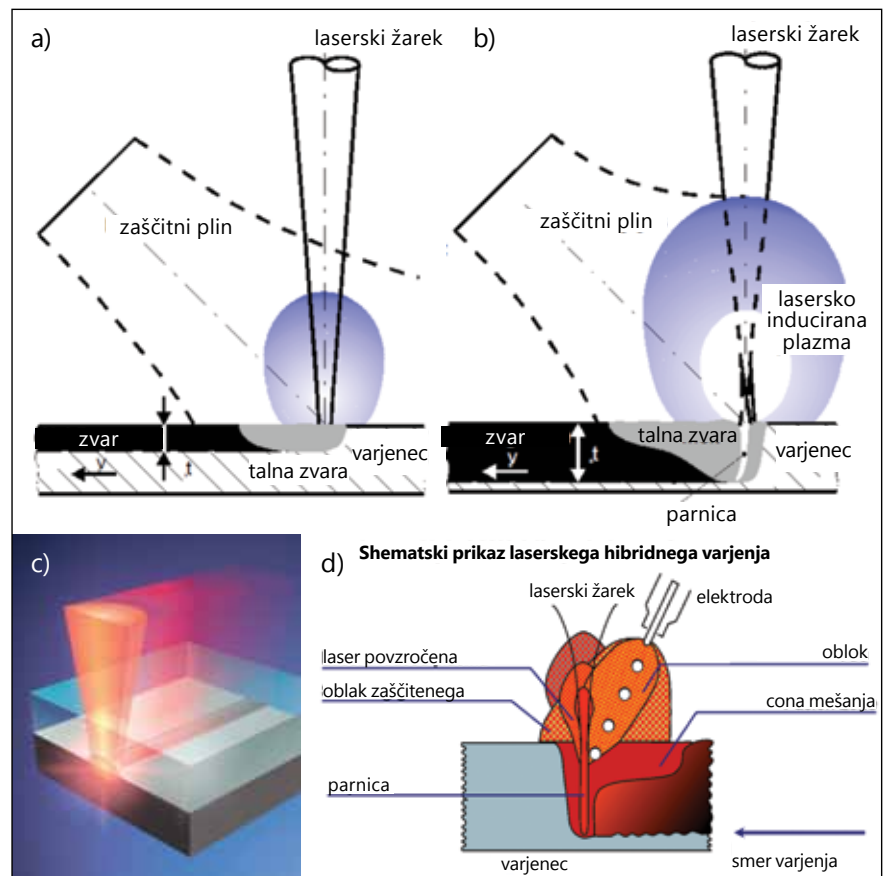 a)
laserski žarek
zaščitni plin
zvar
v
t
talna zvara
varjenec
b)
laserski žarek
zaščitni plin
lasersko
inducirana
plazma
zvar
v
t
talna zvara
varjenec
parnica
c)
d)
Shematski prikaz laserskega hibridnega varjenja
laserski žarek
elektroda
laser povzročena
oblak zaščitenega
oblok
cona mešanja
parnica
varjenec
smer varjenja